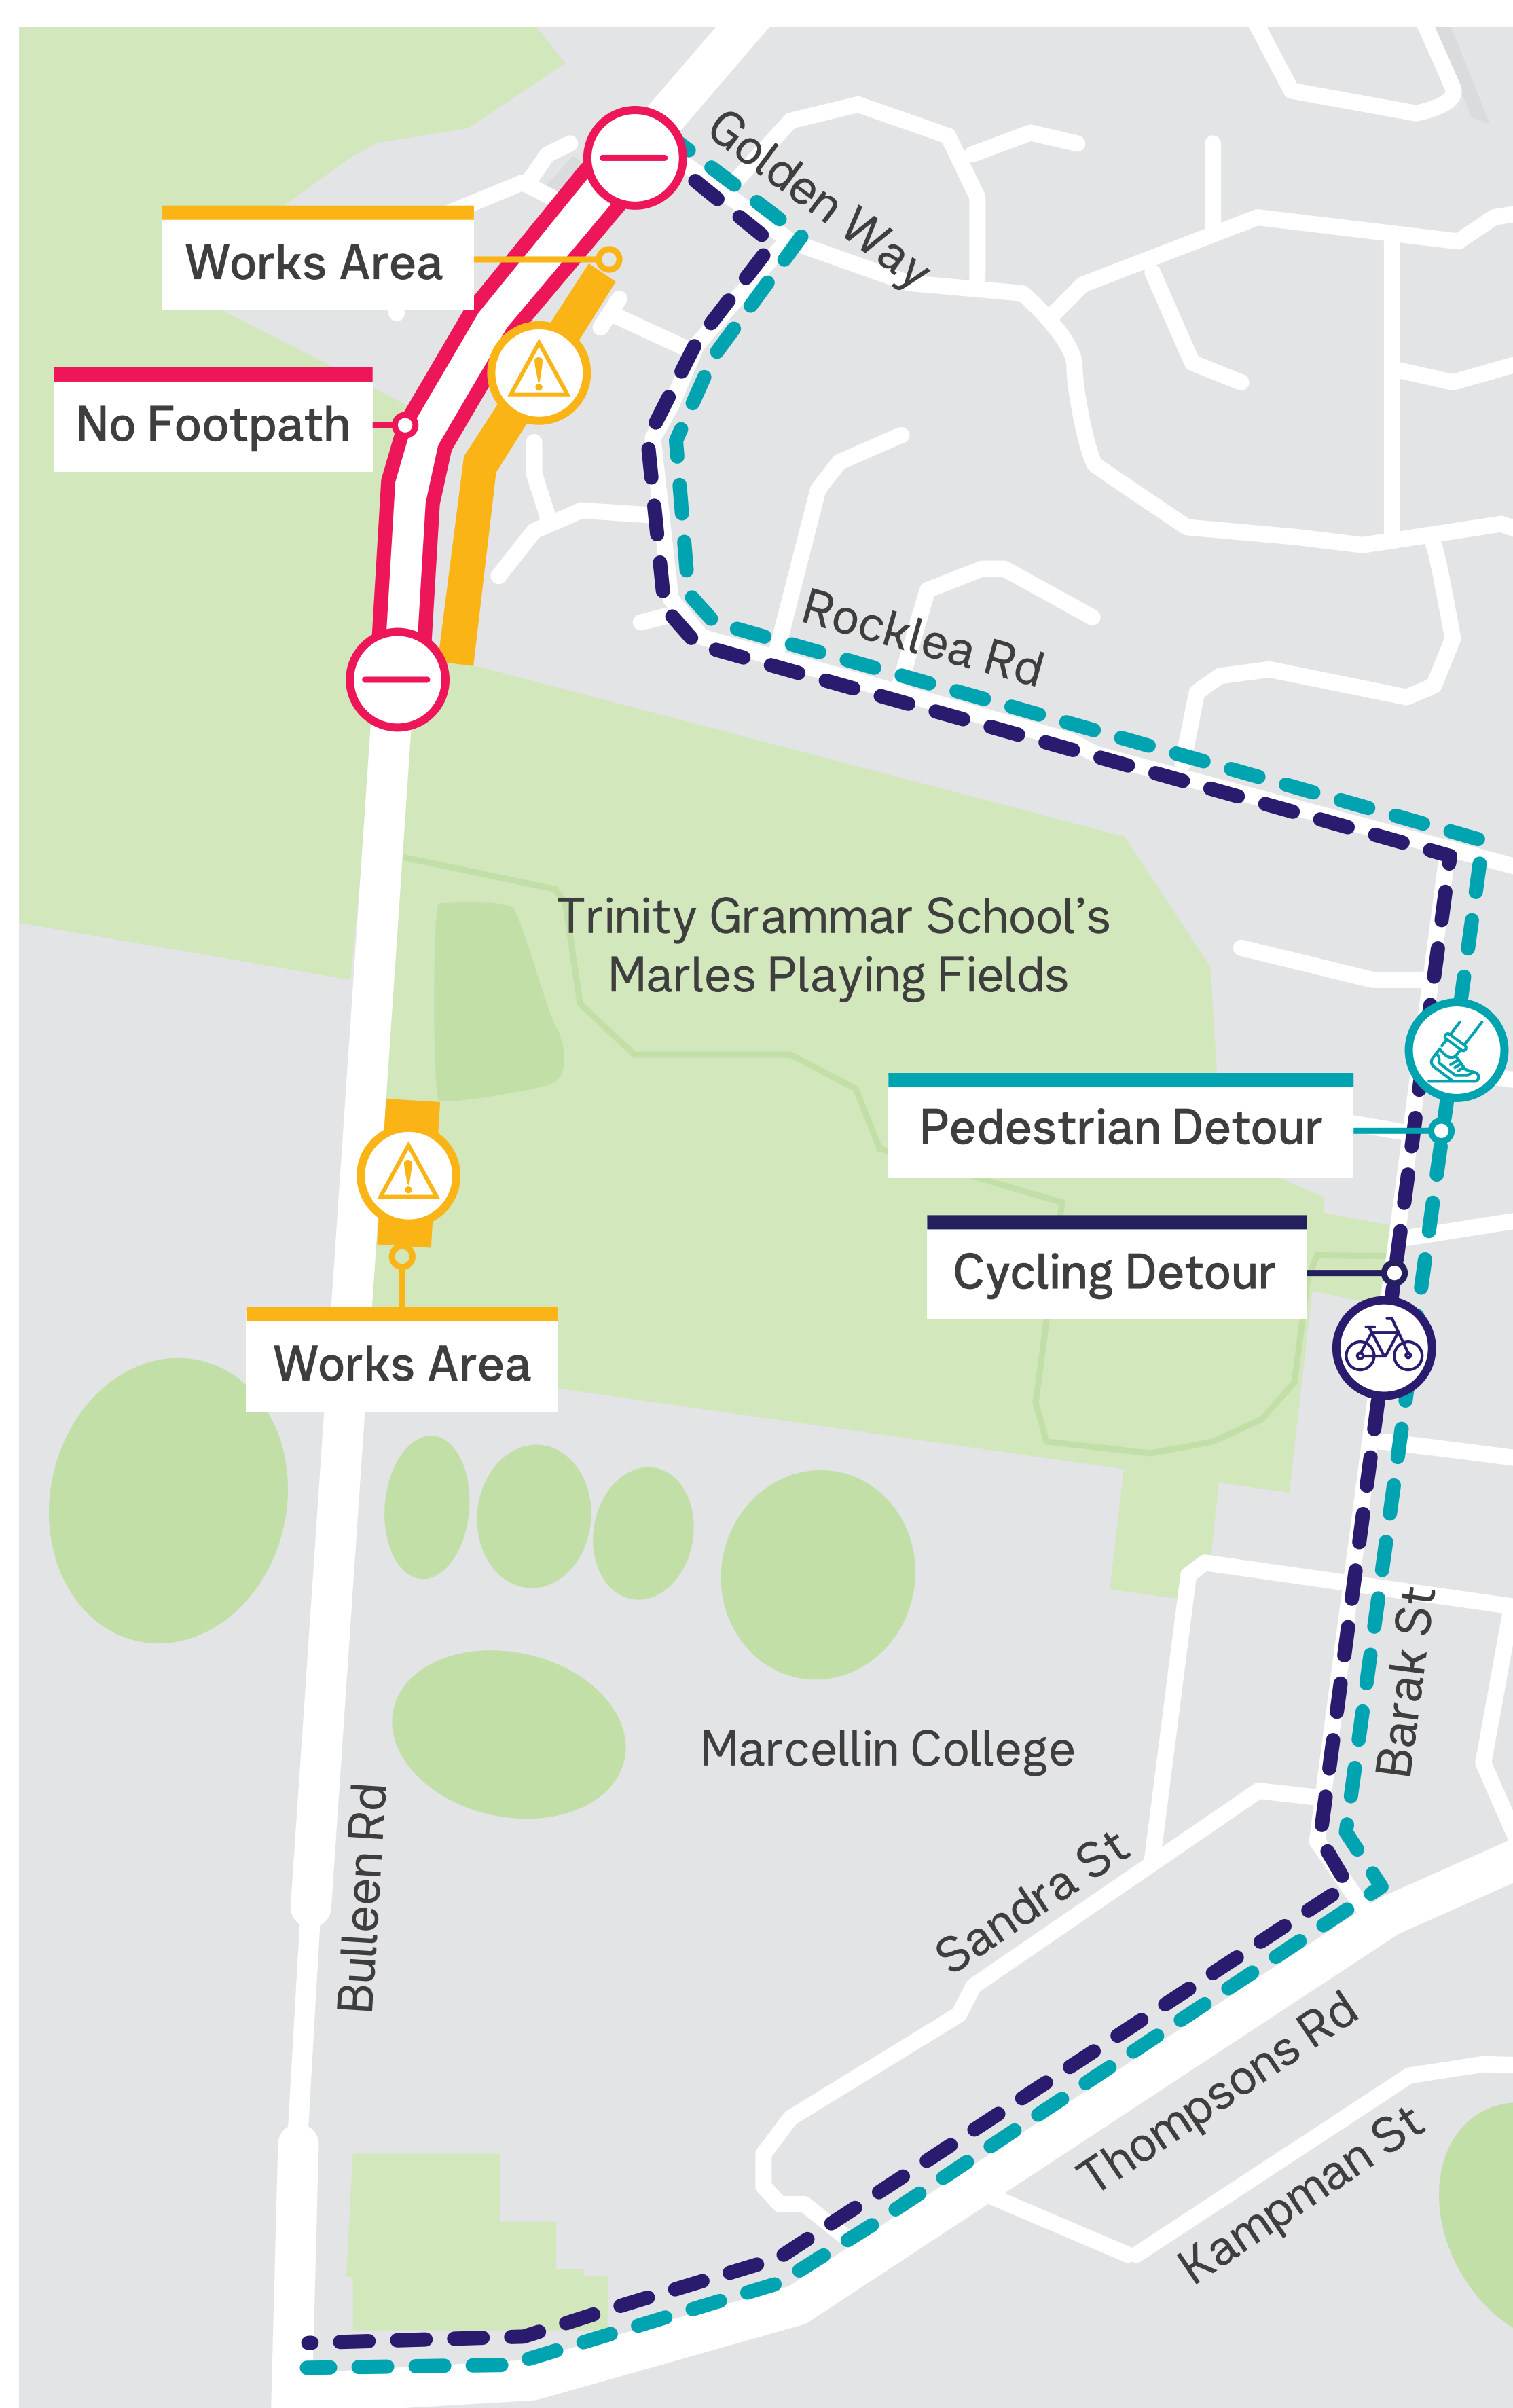 Golden Way
Works Area
No Footpath
Rocklea Rd
Trinity Grammar School’s
Marles Playing Fields
Pedestrian Detour
Cycling Detour
Works Area
Barak St
Marcellin College
Bulleen Rd
Sandra St
Thompsons Rd
Kampman St